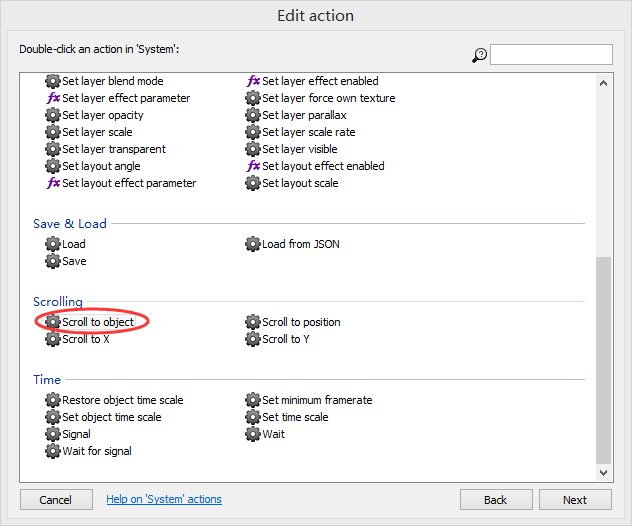 Edit action
Double-click an action in 'System':
Set layer blend mode Set layer effect enabled
fx Set layer effect parameter Set layer force own texture
Set layer opacity Set layer parallax
Set layer scale Set layer scale rate
Set layer transparent Set layer visible
Set layout angle fx Set layout effect enabled
fx Set layout effect parameter Set layout scale
Save & Load
Load Load from JSON
Save
Scrolling
Scroll to object Scroll to position
Scroll to X Scroll to Y
Time
Restore object time scale Set minimum framerate
Set object time scale Set time scale
Signal Wait
Wait for signal
Cancel Help on 'System' actions Back Next